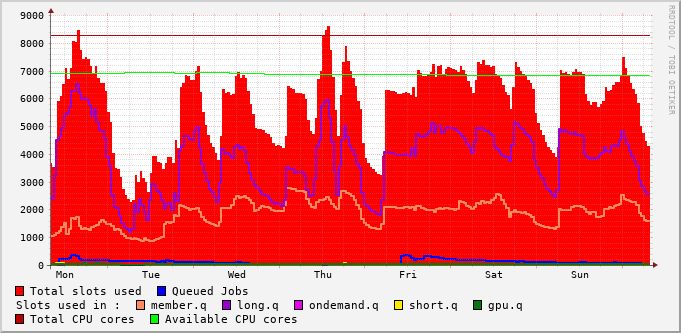 9000
8000
7000
6000
5000
4000
3000
2000
1000
0
Mon Tue Wed Thu Fri Sat Sun
RRDTOOL / TOBI OETIKER
Total slots used Queued Jobs
Slots used in : member.q long.q ondemand.q short.q gpu.q
Total CPU cores Available CPU cores